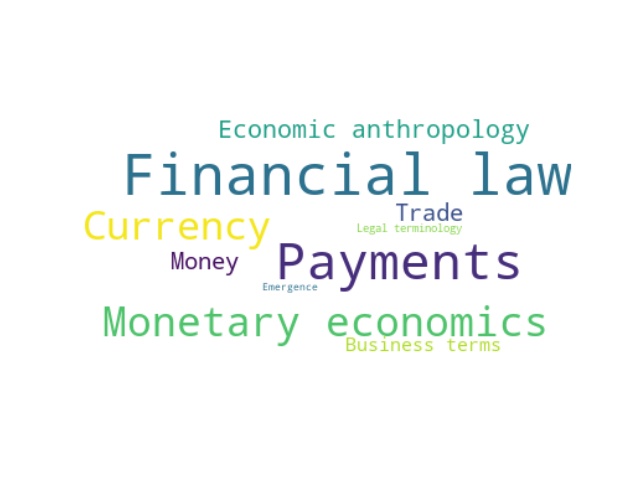 Economic anthropology
Financial law
Trade
Currency
Legal terminology
Money
Payments
Emergence
Monetary economics
Business terms